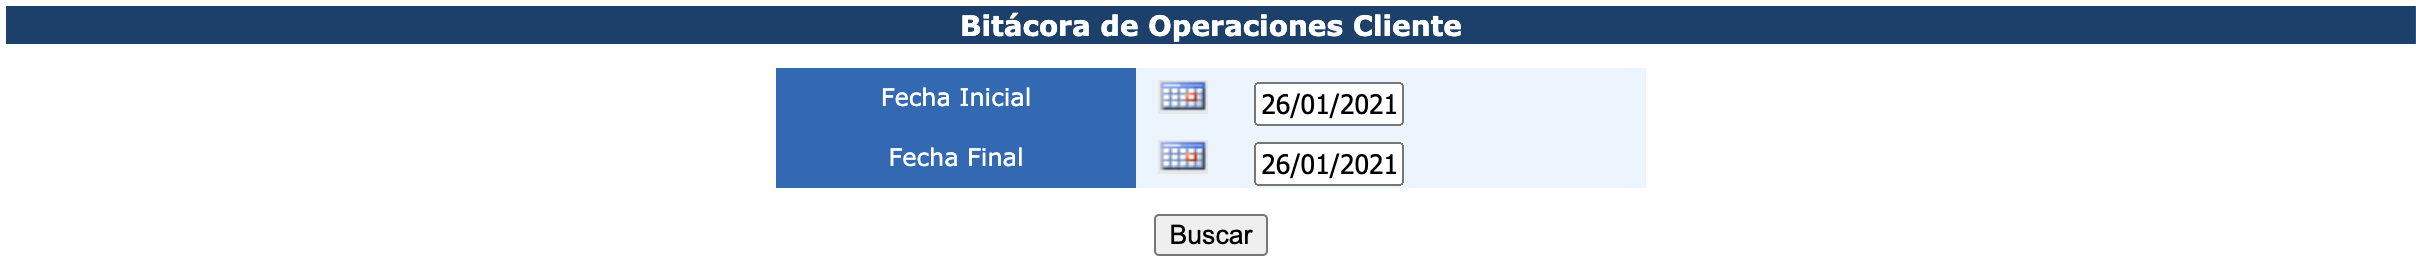 Bitácora de Operaciones Cliente
Fecha Inicial 26/01/2021
Fecha Final 26/01/2021
Buscar